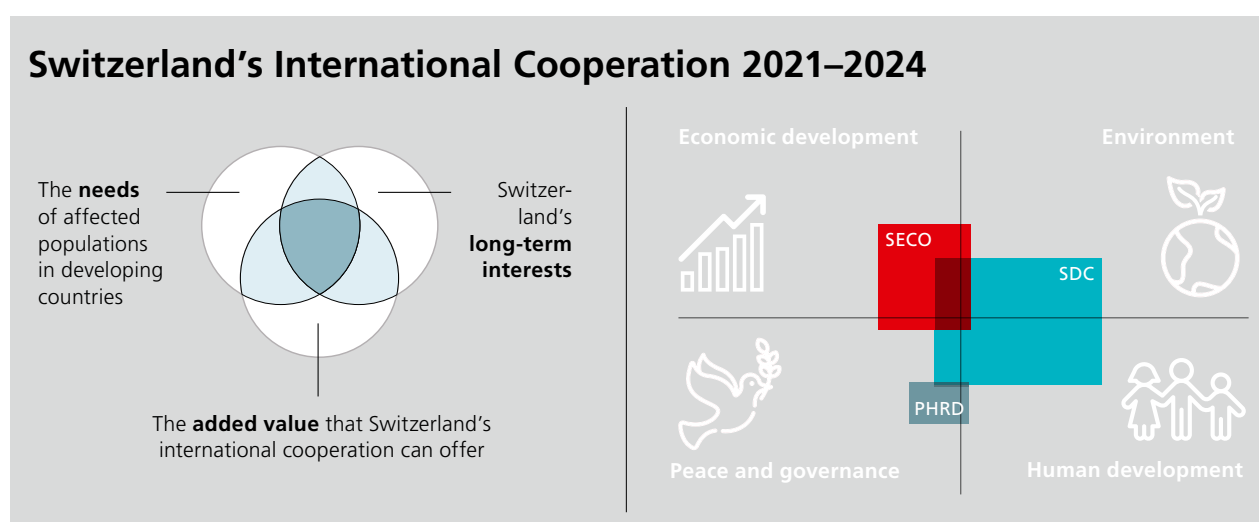 Switzerland's International Cooperation 2021–2024
The needs
of affected
populations
in developing
countries
Switzer-
land's
long-term
interests
The added value that Switzerland's
international cooperation can offer
Economic development
Environment
SECO
SDC
PHRD
Peace and governance
Human development